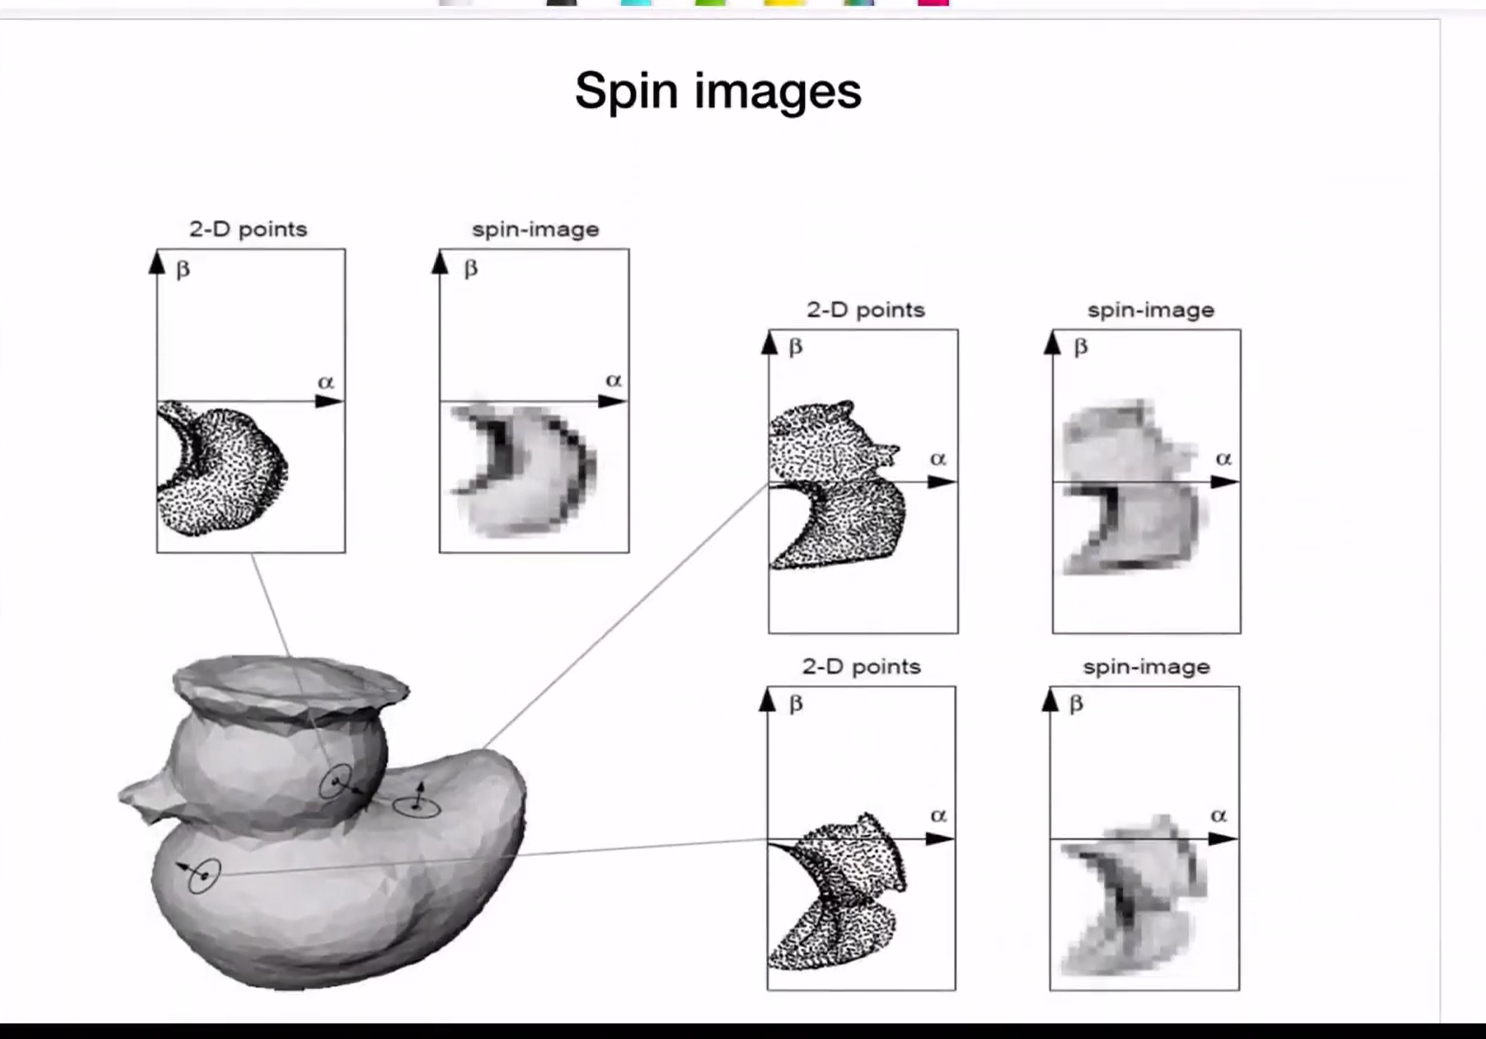 Spin images
2-D points
spin-image
β
β
α
α
2-D points
spin-image
β
β
α
α
2-D points
spin-image
β
β
α
α